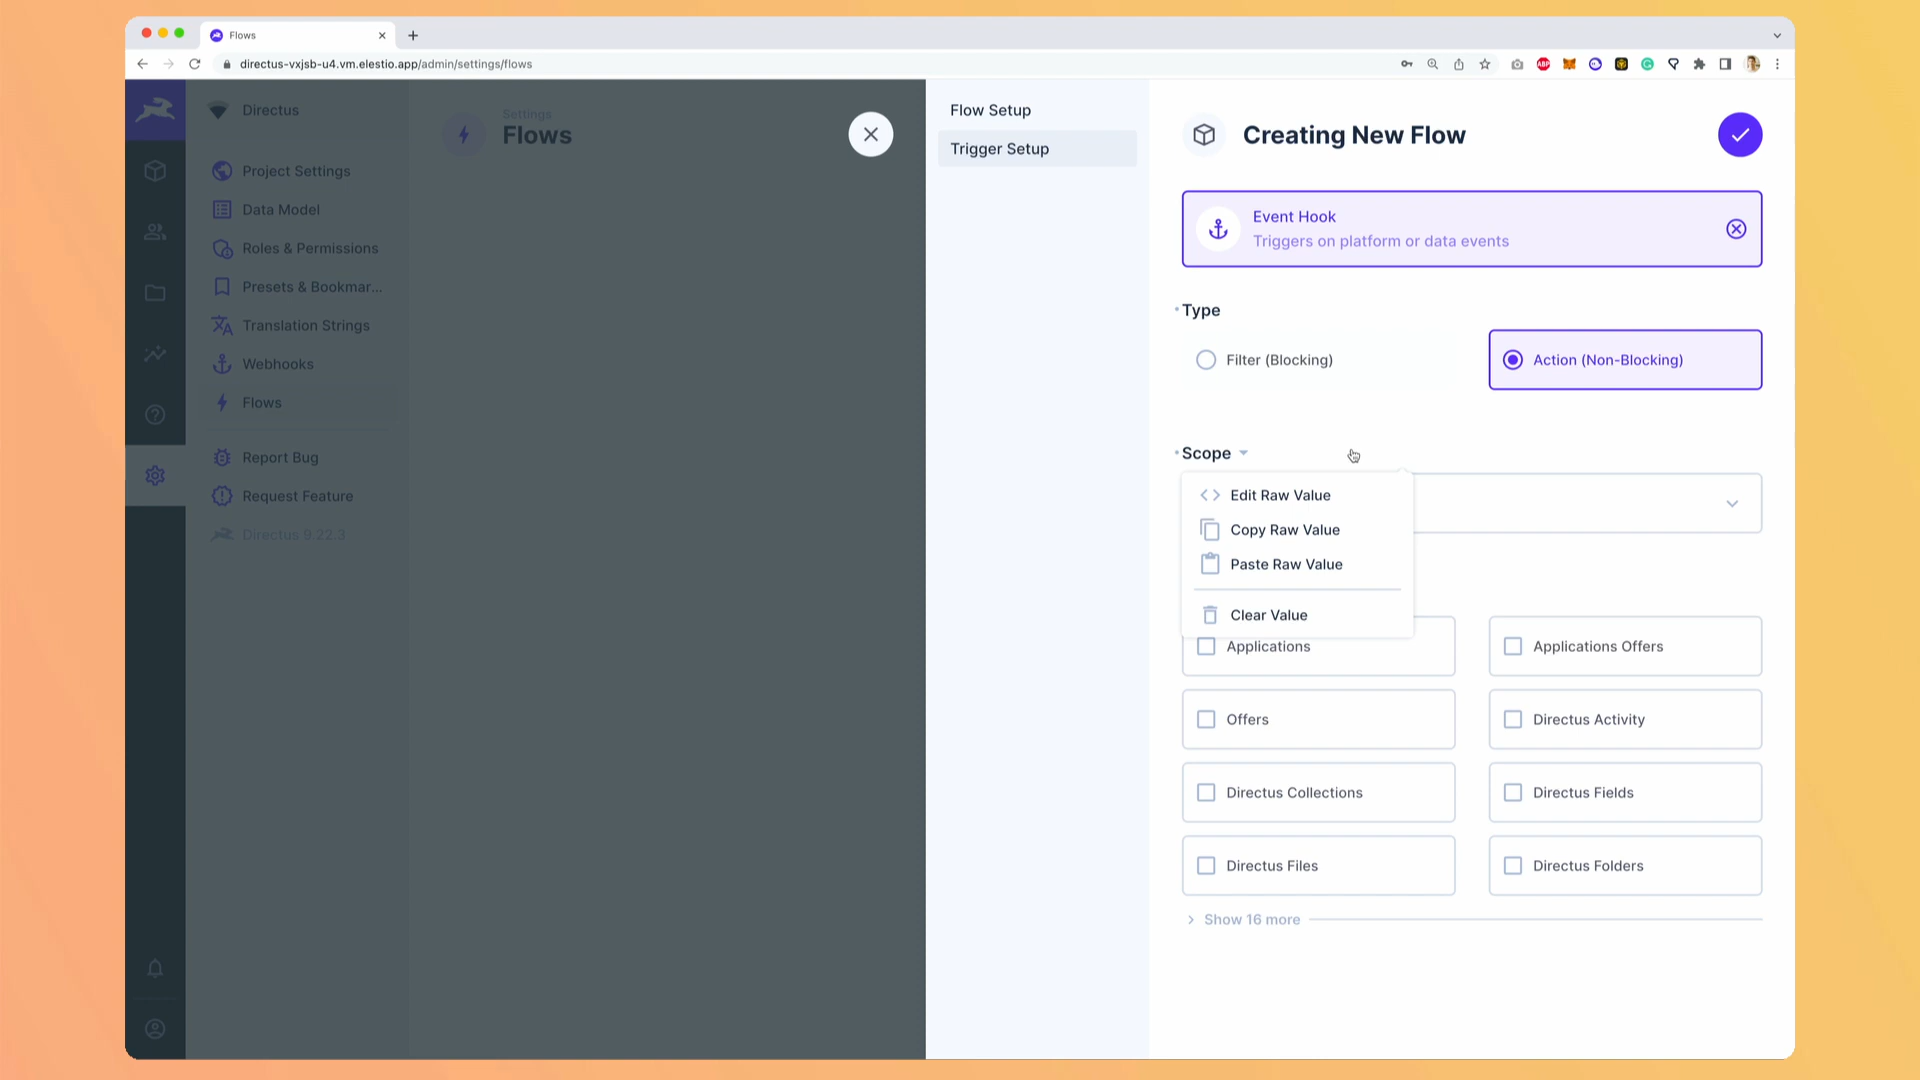 Flows
directus-vxjsb-u4.vm.elestio.app/admin/settings/flows
ABP
Directus
Project Settings
Data Model
Roles & Permissions
Presets & Bookmar...
Translation Strings
Webhooks
Flows
Report Bug
Request Feature
Directus 9.22.3
Settings
Flows
Flow Setup
Trigger Setup
Creating New Flow
Event Hook
Triggers on platform or data events
Type
Filter (Blocking)
Action (Non-Blocking)
Scope
Edit Raw Value
Copy Raw Value
Paste Raw Value
Clear Value
Applications
Applications Offers
Offers
Directus Activity
Directus Collections
Directus Fields
Directus Files
Directus Folders
Show 16 more